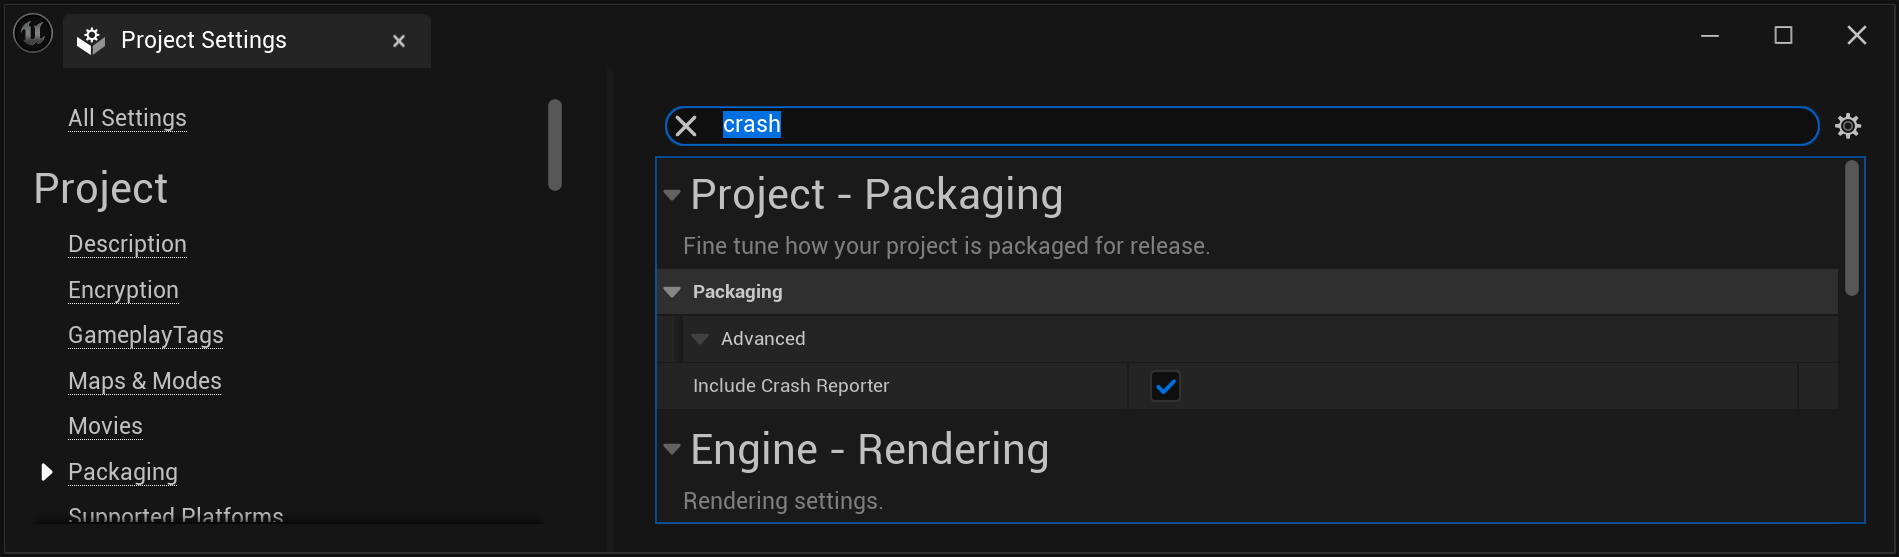 Project Settings
All Settings
Project
Description
Encryption
GameplayTags
Maps & Modes
Movies
Packaging
Supported Platforms
crash
Project - Packaging
Fine tune how your project is packaged for release.
Packaging
Advanced
Include Crash Reporter
Engine - Rendering
Rendering settings.